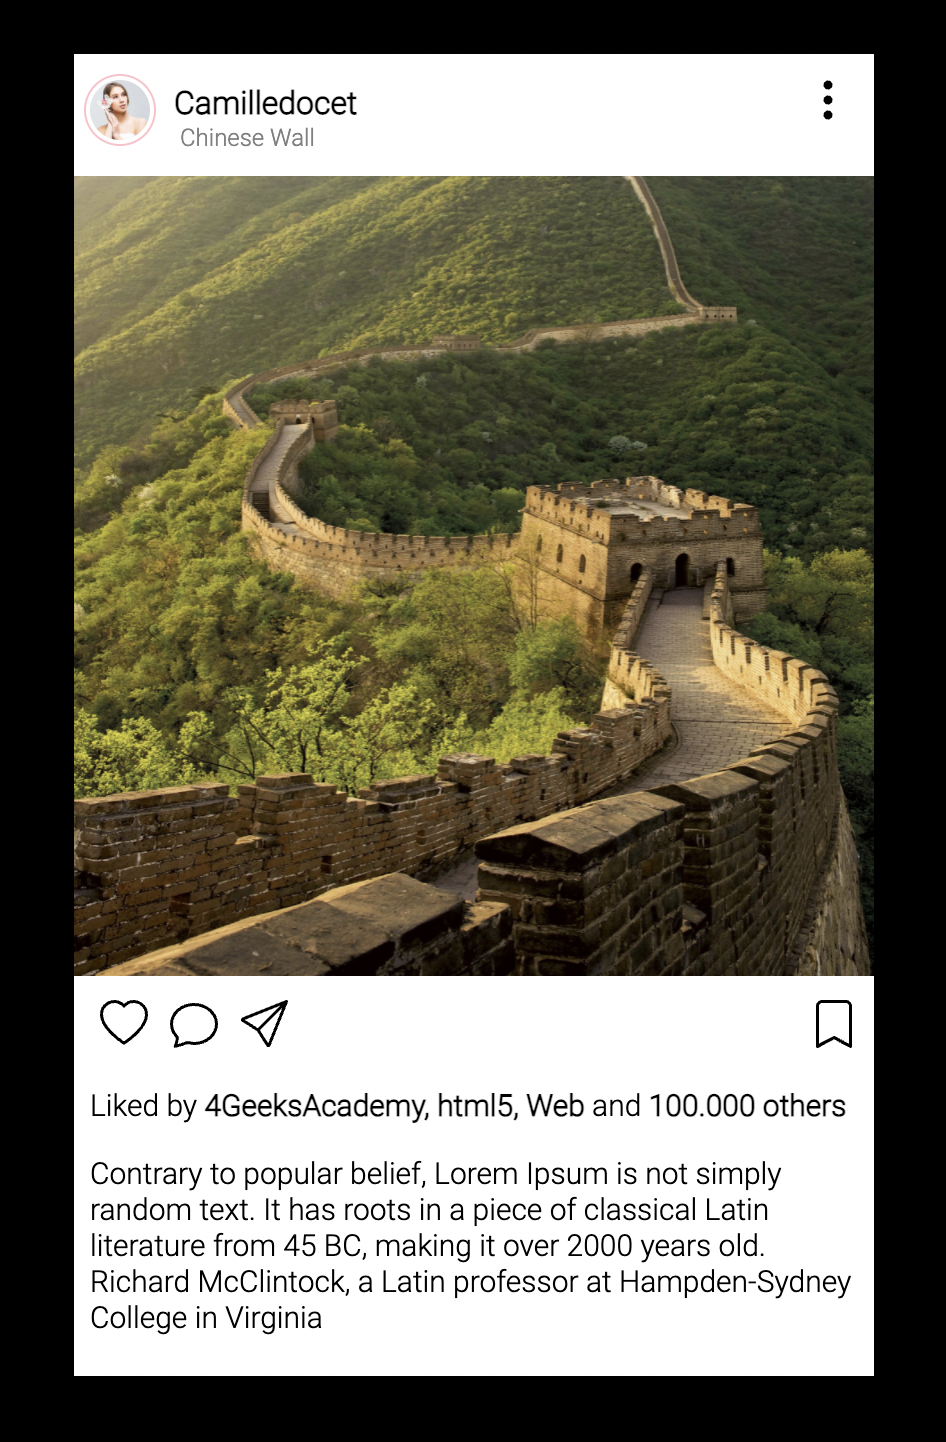 Camilledocet
Chinese Wall
Liked by 4GeeksAcademy, html5, Web and 100.000 others
Contrary to popular belief, Lorem Ipsum is not simply
random text. It has roots in a piece of classical Latin
literature from 45 BC, making it over 2000 years old.
Richard McClintock, a Latin professor at Hampden-Sydney
College in Virginia